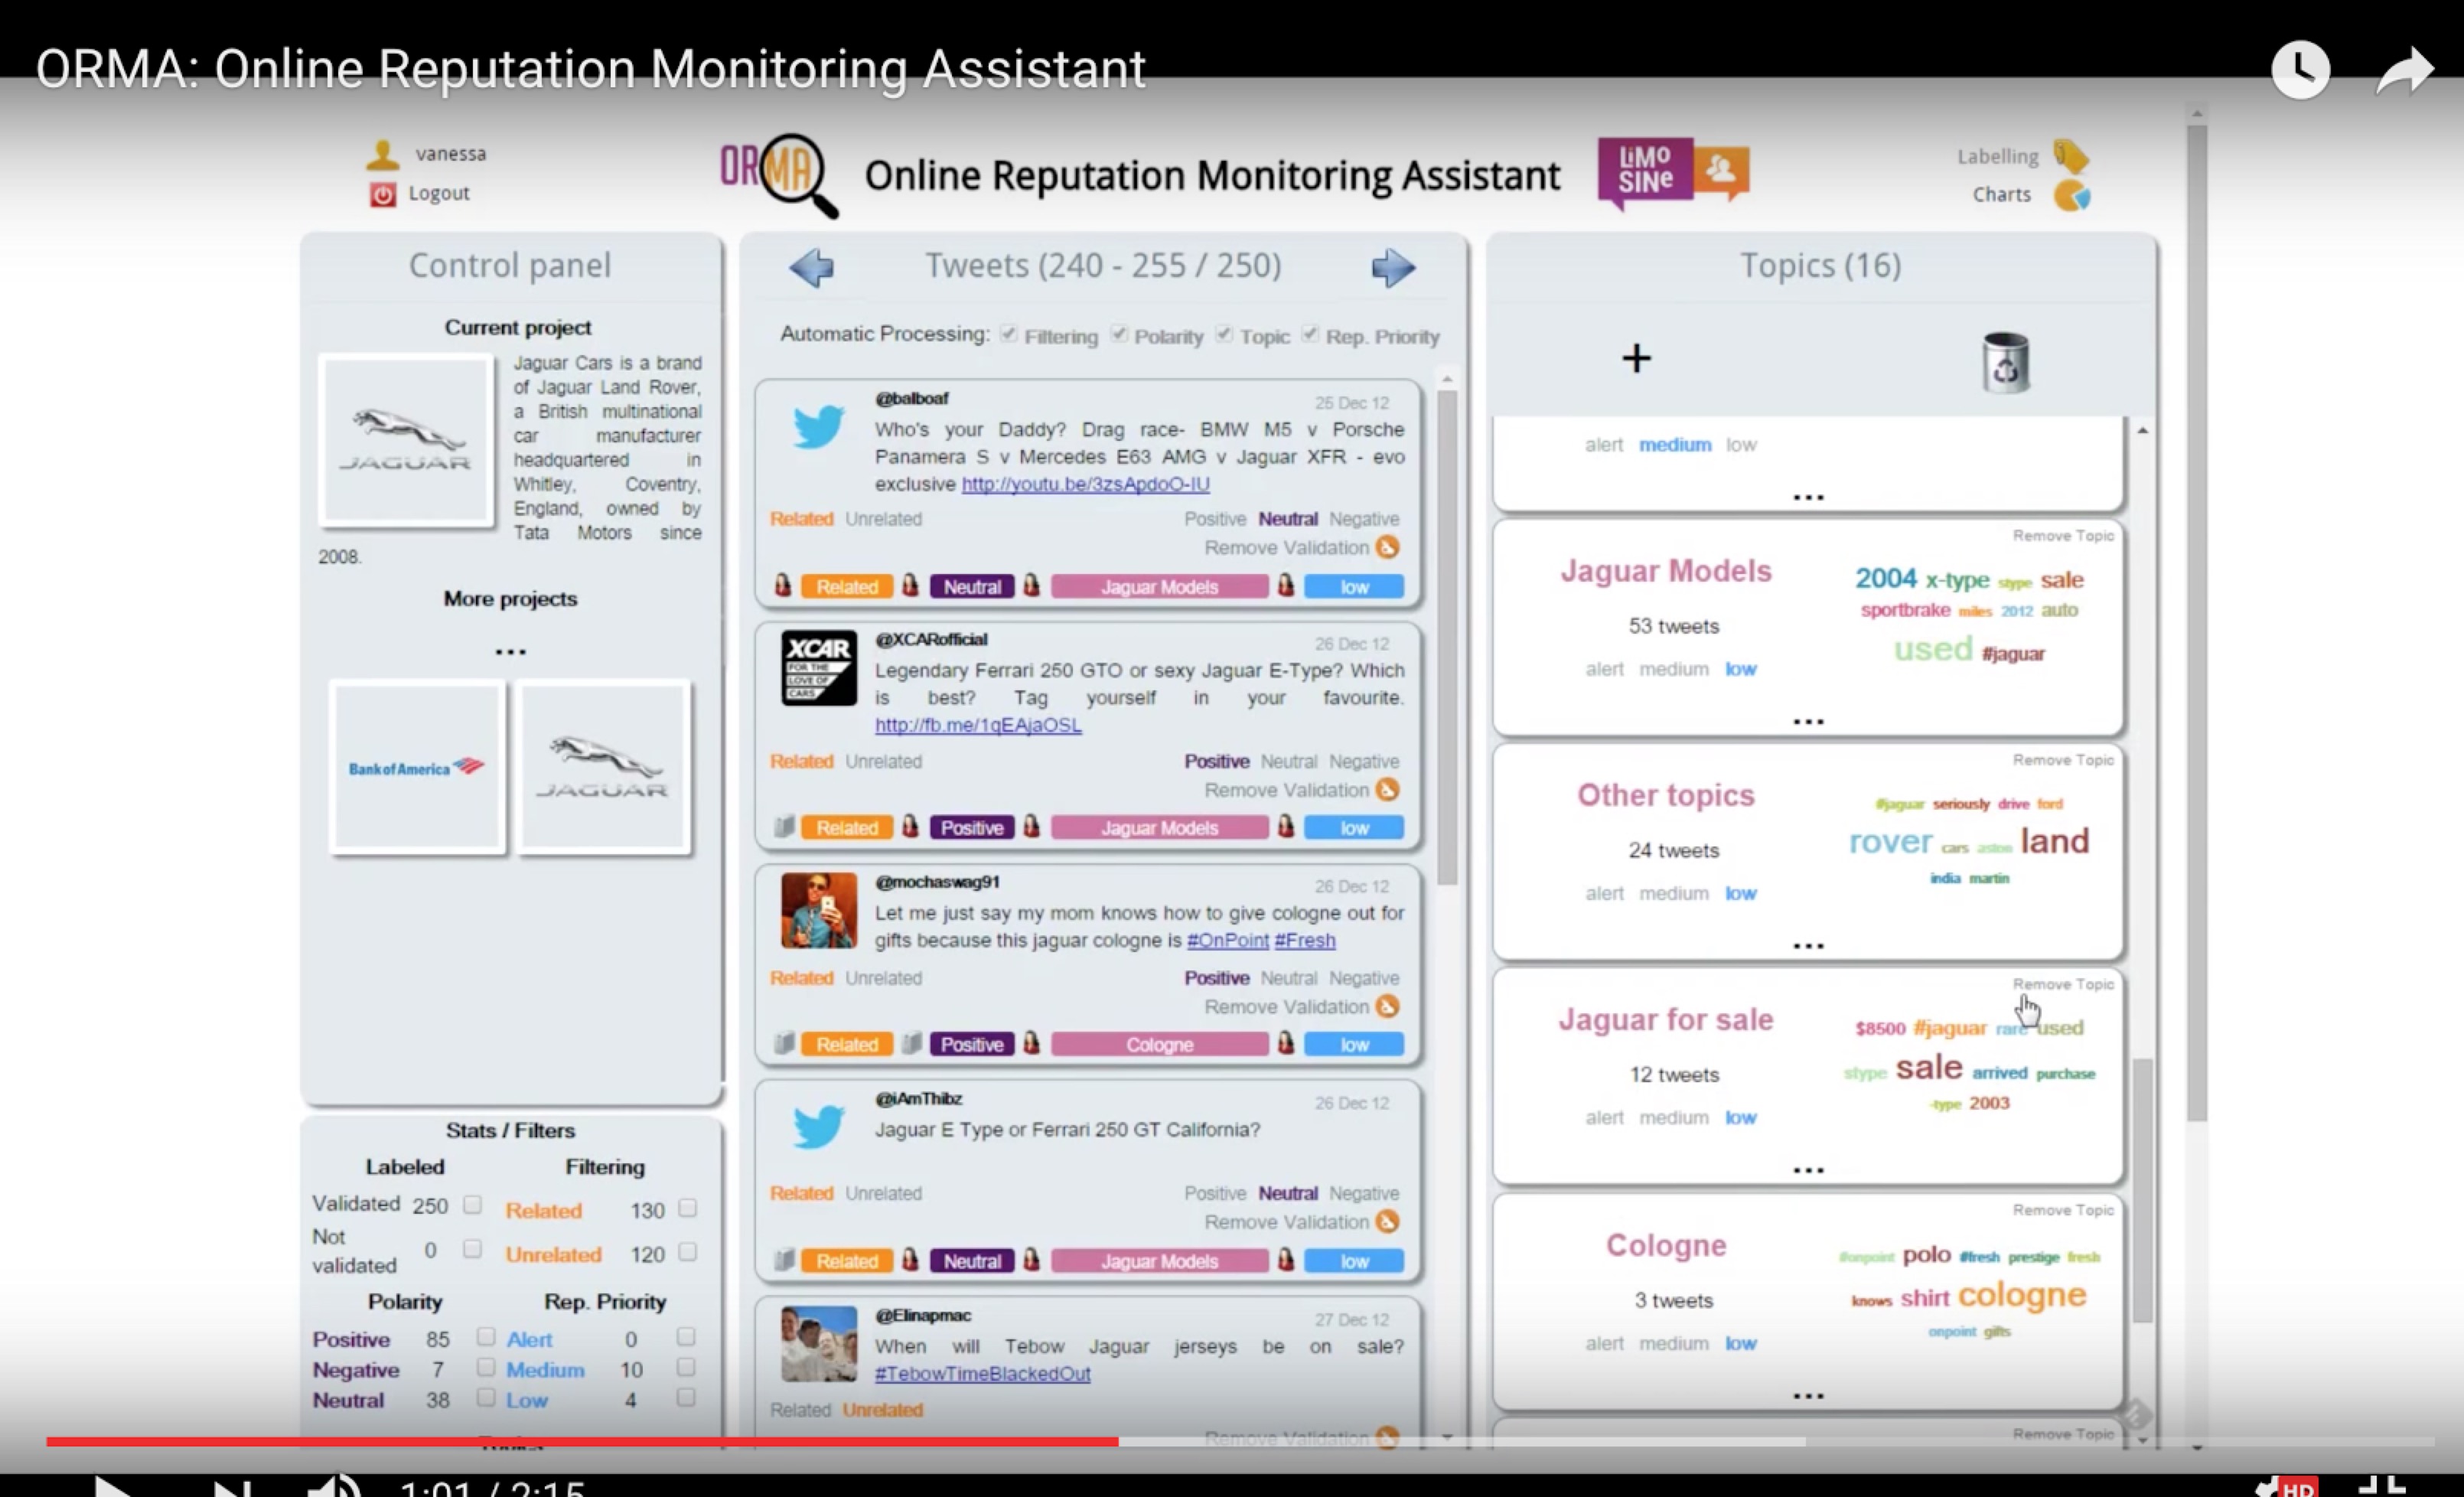 ORMA: Online Reputation Monitoring Assistant
vanessa
Logout
ORMA
Online Reputation Monitoring Assistant
LiMo
SINe
Labelling
Charts
Control panel
Current project
JAGUAR
Jaguar Cars is a brand
of Jaguar Land Rover,
a British multinational
car manufacturer
headquartered in
Whitley, Coventry,
England, owned by
Tata Motors since
2008.
More projects
...
Bank of America
JAGUAR
Stats / Filters
Labeled Filtering
Validated 250 Related 130
Not
validated 0 Unrelated 120
Polarity Rep. Priority
Positive 85 Alert 0
Negative 7 Medium 10
Neutral 38 Low 4
Tweets (240 - 255 / 250)
Automatic Processing: Filtering Polarity Topic Rep. Priority
@balboaf 25 Dec 12
Who's your Daddy? Drag race- BMW M5 v Porsche
Panamera S v Mercedes E63 AMG v Jaguar XFR - evo
exclusive http://youtu.be/3zsApdoO-IU
Related Unrelated Positive Neutral Negative
Remove Validation
Related Neutral Jaguar Models low
XCAR
FOR THE
LOVE OF
CARS
@XCARofficial 26 Dec 12
Legendary Ferrari 250 GTO or sexy Jaguar E-Type? Which
is best? Tag yourself in your favourite.
http://fb.me/1qEAjaOSL
Related Unrelated Positive Neutral Negative
Remove Validation
Related Positive Jaguar Models low
@mochaswag91 26 Dec 12
Let me just say my mom knows how to give cologne out for
gifts because this jaguar cologne is #OnPoint #Fresh
Related Unrelated Positive Neutral Negative
Remove Validation
Related Positive Cologne low
@iAmThibz 26 Dec 12
Jaguar E Type or Ferrari 250 GT California?
Related Unrelated Positive Neutral Negative
Remove Validation
Related Neutral Jaguar Models low
@Elinapmac 27 Dec 12
When will Tebow Jaguar jerseys be on sale?
#TebowTimeBlackedOut
Related Unrelated
Remove Validation
Topics (16)
+
alert medium low
...
Remove Topic
Jaguar Models
53 tweets
alert medium low
2004 x-type stype sale
sportbrake miles 2012 auto
used #jaguar
...
Remove Topic
Other topics
24 tweets
alert medium low
#jaguar seriously drive ford
rover cars aston land
india martin
...
Remove Topic
Jaguar for sale
12 tweets
alert medium low
$8500 #jaguar rare used
stype sale arrived purchase
-type 2003
...
Remove Topic
Cologne
3 tweets
alert medium low
#onpoint polo #fresh prestige fresh
knows shirt cologne
onpoint gifts
...
Remove Topic
1:01 / 2:15
HD